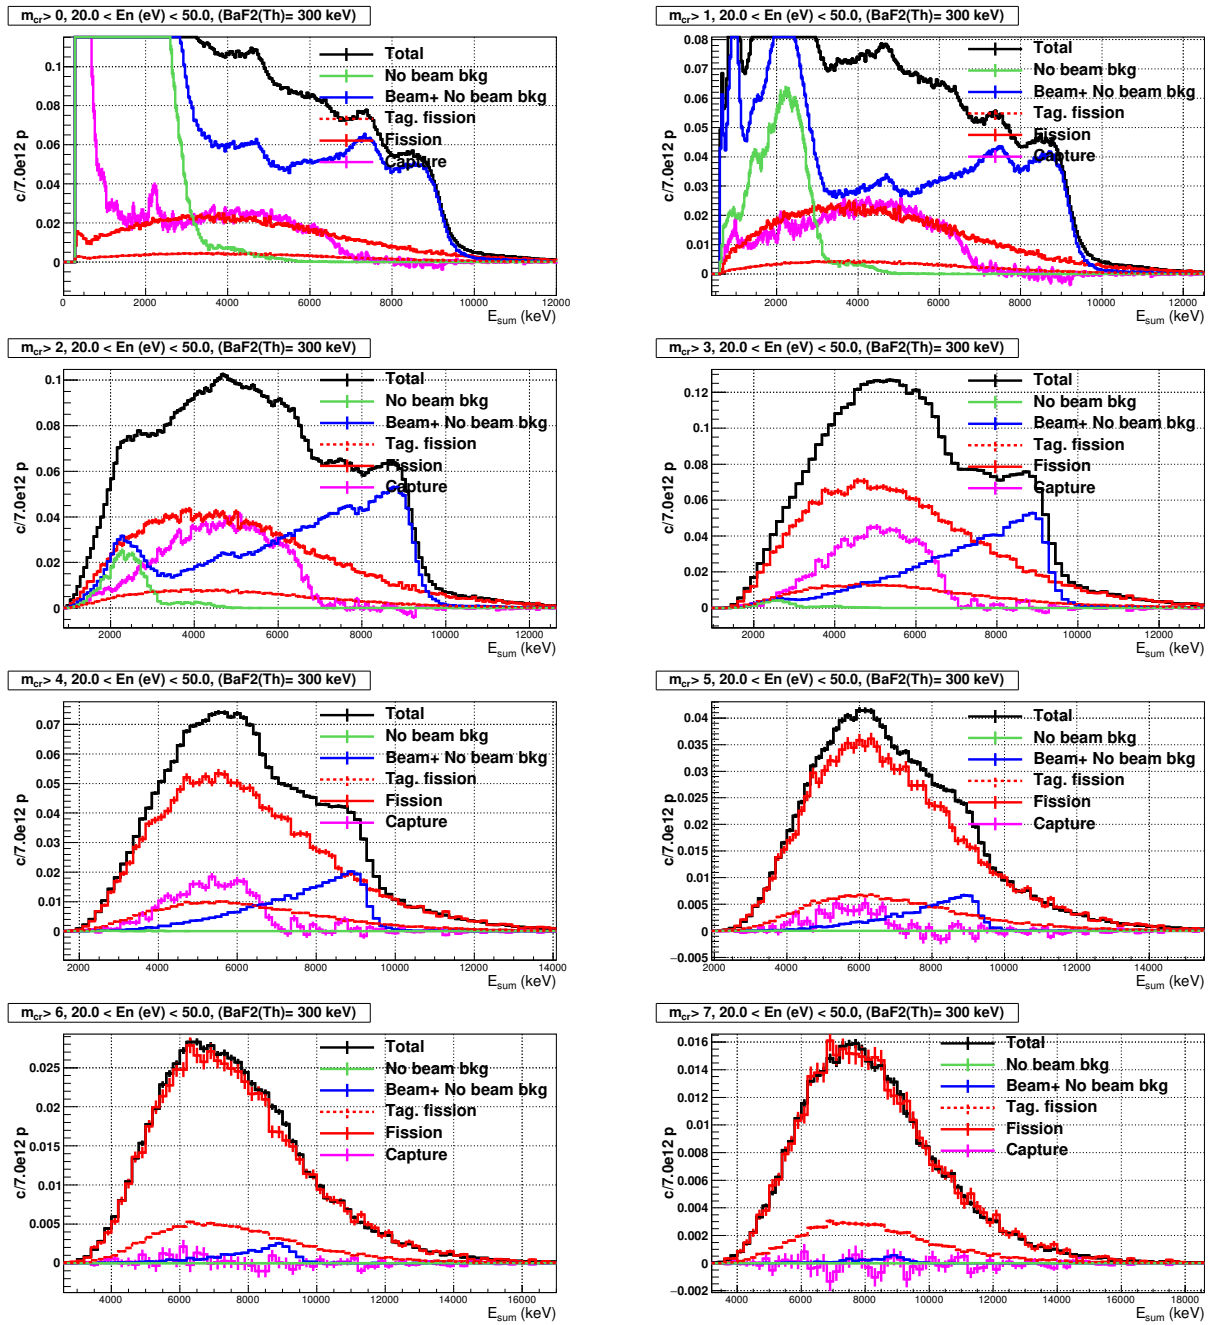 m_cr> 0, 20.0 < En (eV) < 50.0, (BaF2(Th)= 300 keV)
c/7.0e12 p
0.1
0.08
0.06
0.04
0.02
0
Total
No beam bkg
Beam+ No beam bkg
Tag. fission
Fission
Capture
0 2000 4000 6000 8000 10000 12000
E_sum (keV)
m_cr> 1, 20.0 < En (eV) < 50.0, (BaF2(Th)= 300 keV)
c/7.0e12 p
0.08
0.07
0.06
0.05
0.04
0.03
0.02
0.01
0
Total
No beam bkg
Beam+ No beam bkg
Tag. fission
Fission
Capture
2000 4000 6000 8000 10000 12000
E_sum (keV)
m_cr> 2, 20.0 < En (eV) < 50.0, (BaF2(Th)= 300 keV)
c/7.0e12 p
0.1
0.08
0.06
0.04
0.02
0
Total
No beam bkg
Beam+ No beam bkg
Tag. fission
Fission
Capture
2000 4000 6000 8000 10000 12000
E_sum (keV)
m_cr> 3, 20.0 < En (eV) < 50.0, (BaF2(Th)= 300 keV)
c/7.0e12 p
0.12
0.1
0.08
0.06
0.04
0.02
0
Total
No beam bkg
Beam+ No beam bkg
Tag. fission
Fission
Capture
2000 4000 6000 8000 10000 12000
E_sum (keV)
m_cr> 4, 20.0 < En (eV) < 50.0, (BaF2(Th)= 300 keV)
c/7.0e12 p
0.07
0.06
0.05
0.04
0.03
0.02
0.01
0
Total
No beam bkg
Beam+ No beam bkg
Tag. fission
Fission
Capture
2000 4000 6000 8000 10000 12000 14000
E_sum (keV)
m_cr> 5, 20.0 < En (eV) < 50.0, (BaF2(Th)= 300 keV)
c/7.0e12 p
0.04
0.035
0.03
0.025
0.02
0.015
0.01
0.005
0
−0.005
Total
No beam bkg
Beam+ No beam bkg
Tag. fission
Fission
Capture
2000 4000 6000 8000 10000 12000 14000
E_sum (keV)
m_cr> 6, 20.0 < En (eV) < 50.0, (BaF2(Th)= 300 keV)
c/7.0e12 p
0.025
0.02
0.015
0.01
0.005
0
Total
No beam bkg
Beam+ No beam bkg
Tag. fission
Fission
Capture
4000 6000 8000 10000 12000 14000 16000
E_sum (keV)
m_cr> 7, 20.0 < En (eV) < 50.0, (BaF2(Th)= 300 keV)
c/7.0e12 p
0.016
0.014
0.012
0.01
0.008
0.006
0.004
0.002
0
−0.002
Total
No beam bkg
Beam+ No beam bkg
Tag. fission
Fission
Capture
4000 6000 8000 10000 12000 14000 16000 18000
E_sum (keV)